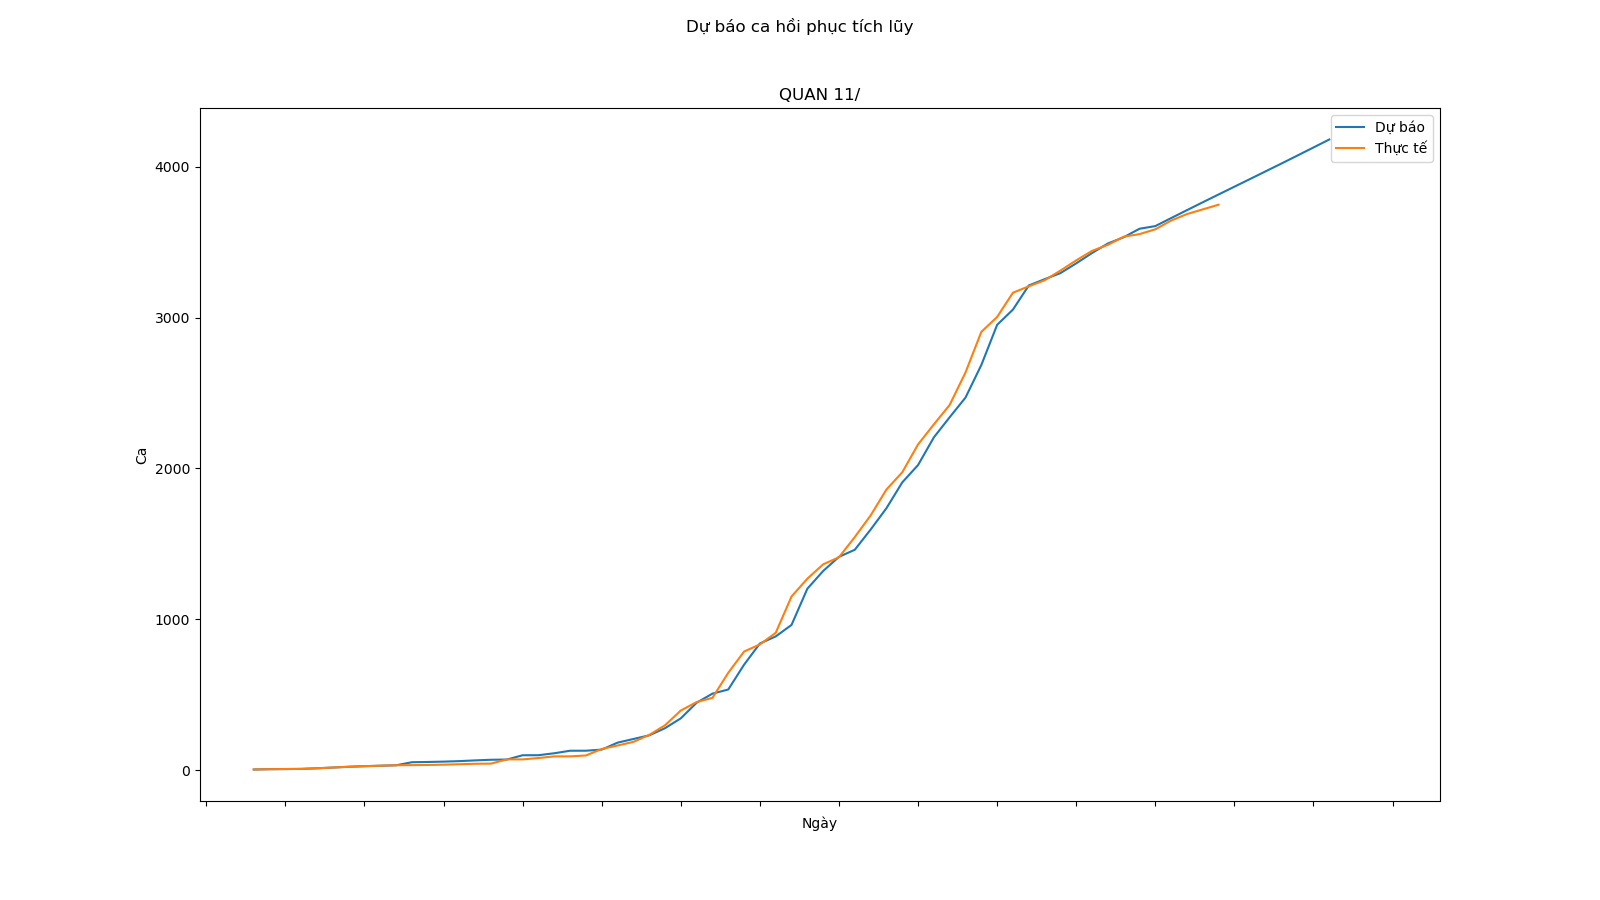 Dự báo ca hồi phục tích lũy
QUAN 11/
Dự báo
Thực tế
4000
3000
2000
1000
0
Ca
Ngày